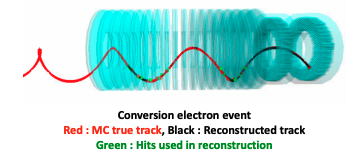 Conversion electron event
Red : MC true track, Black : Reconstructed track
Green : Hits used in reconstruction